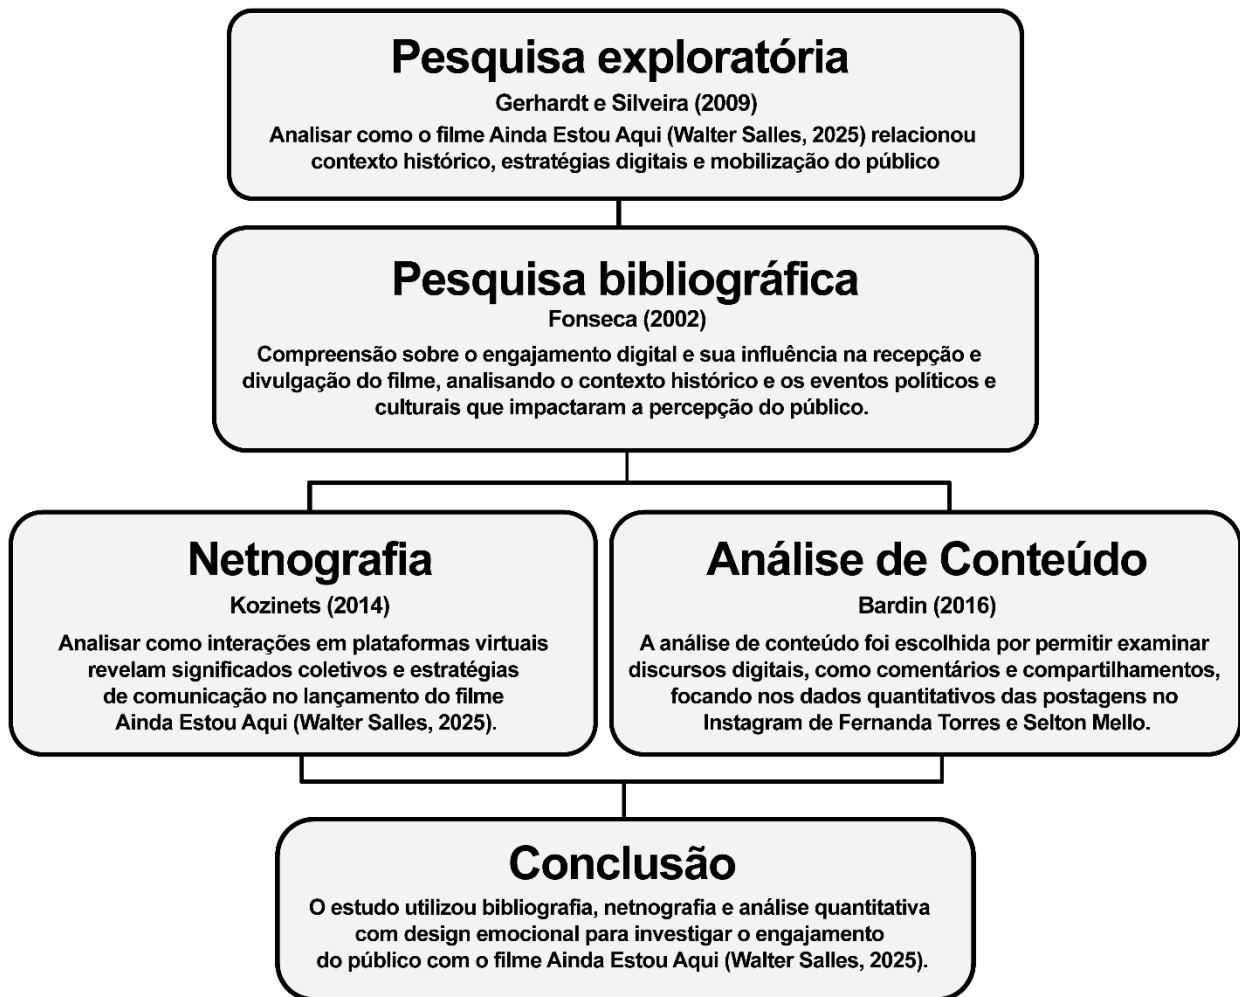 Pesquisa exploratória
Gerhardt e Silveira (2009)
Analisar como o filme Ainda Estou Aqui (Walter Salles, 2025) relacionou
contexto histórico, estratégias digitais e mobilização do público
Pesquisa bibliográfica
Fonseca (2002)
Compreensão sobre o engajamento digital e sua influência na recepção e
divulgação do filme, analisando o contexto histórico e os eventos políticos e
culturais que impactaram a percepção do público.
Netnografia
Kozinets (2014)
Analisar como interações em plataformas virtuais
revelam significados coletivos e estratégias
de comunicação no lançamento do filme
Ainda Estou Aqui (Walter Salles, 2025).
Análise de Conteúdo
Bardin (2016)
A análise de conteúdo foi escolhida por permitir examinar
discursos digitais, como comentários e compartilhamentos,
focando nos dados quantitativos das postagens no
Instagram de Fernanda Torres e Selton Mello.
Conclusão
O estudo utilizou bibliografia, netnografia e análise quantitativa
com design emocional para investigar o engajamento
do público com o filme Ainda Estou Aqui (Walter Salles, 2025).